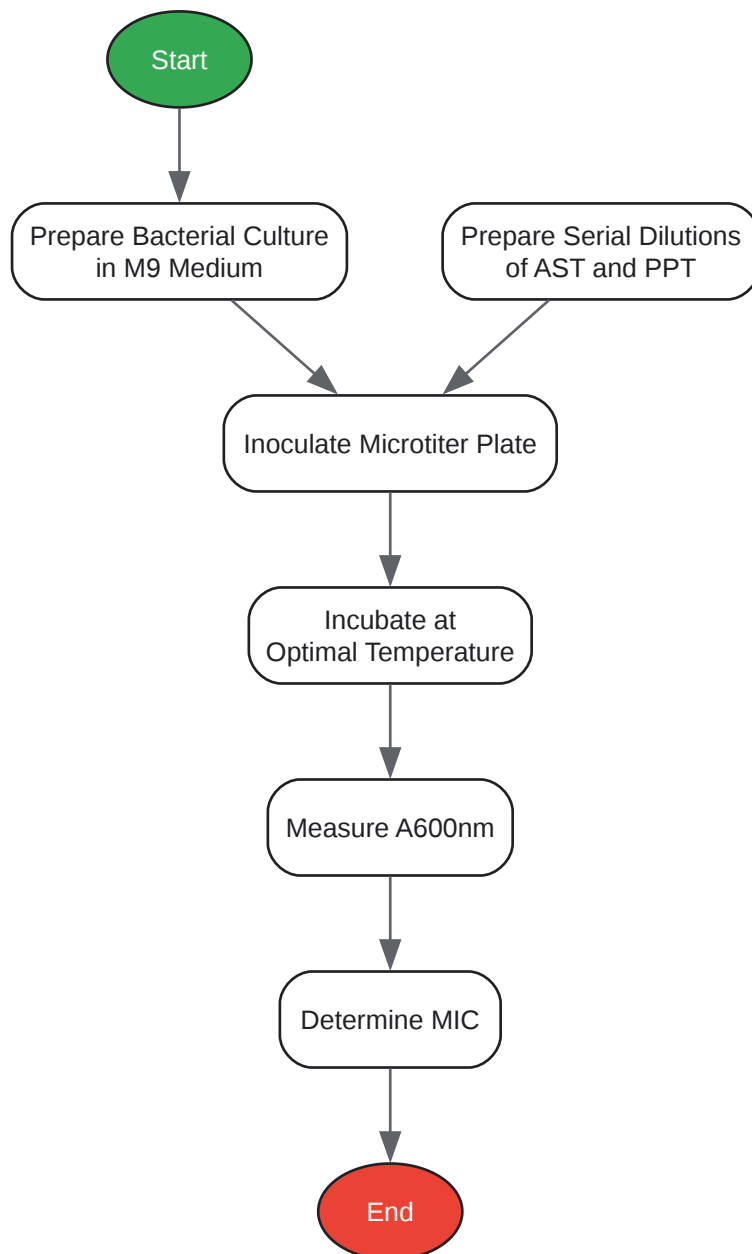 Start
Prepare Bacterial Culture
in M9 Medium
Prepare Serial Dilutions
of AST and PPT
Inoculate Microtiter Plate
Incubate at
Optimal Temperature
Measure A600nm
Determine MIC
End